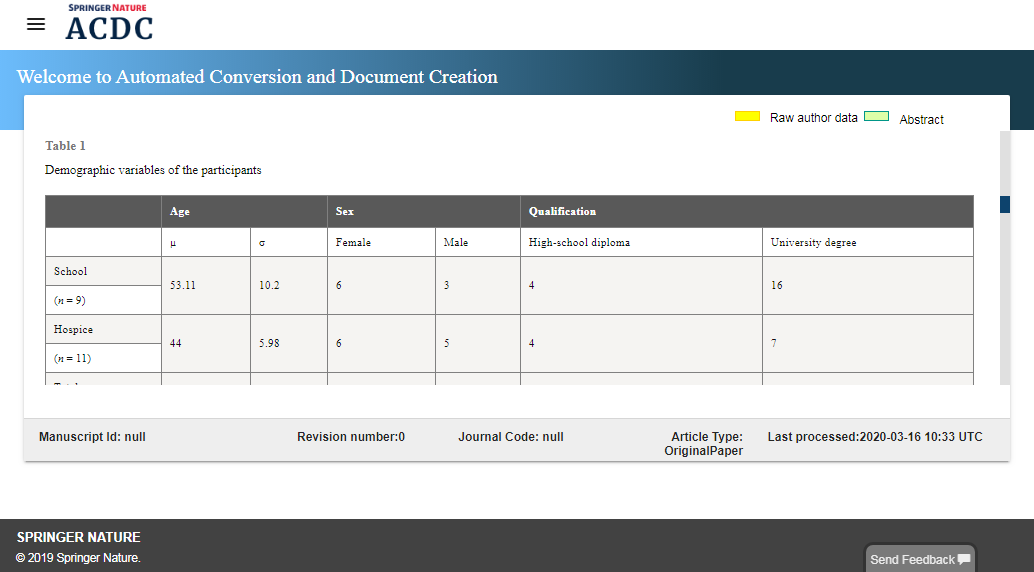 SPRINGER NATURE
ACDC
Welcome to Automated Conversion and Document Creation
Raw author data Abstract
Table 1
Demographic variables of the participants
Age Sex Qualification
μ σ Female Male High-school diploma University degree
School
53.11 10.2 6 3 4 16
(n = 9)
Hospice
44 5.98 6 5 4 7
(n = 11)
Manuscript Id: null Revision number:0 Journal Code: null Article Type: Last processed:2020-03-16 10:33 UTC
OriginalPaper
SPRINGER NATURE
© 2019 Springer Nature.
Send Feedback